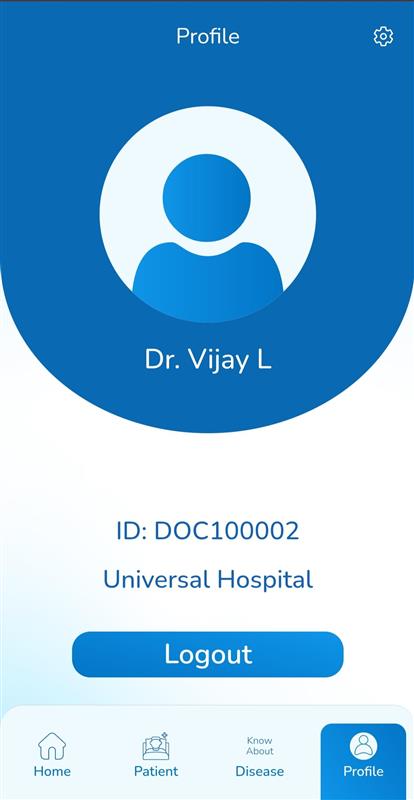 Profile
Dr. Vijay L
ID: DOC100002
Universal Hospital
Logout
Home
Patient
Know
About
Disease
Profile